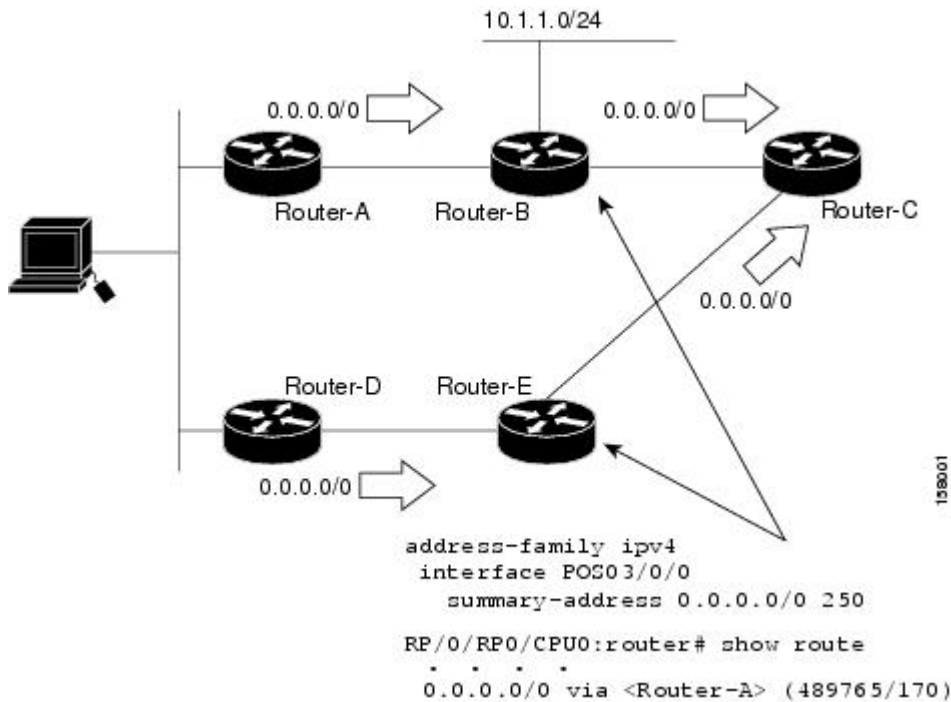 10.1.1.0/24
0.0.0.0/0
0.0.0.0/0
Router-A
Router-B
Router-C
0.0.0.0/0
Router-D
Router-E
0.0.0.0/0
158001
address-family ipv4
interface POS03/0/0
summary-address 0.0.0.0/0 250
RP/0/RP0/CPU0:router# show route
. . . .
0.0.0.0/0 via <Router-A> (489765/170)